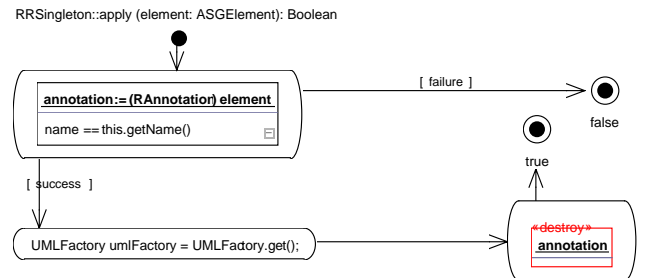 RRSingleton::apply (element: ASGElement): Boolean
[ failure ]
annotation:= (RAnnotation) element
name == this.getName()
false
true
[ success ]
«destroy»
annotation
UMLFactory umlFactory = UMLFadory.get();